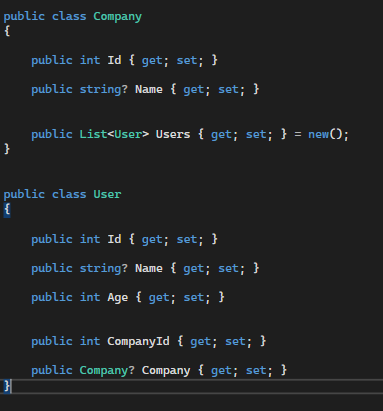 public class Company
{
public int Id { get; set; }
public string? Name { get; set; }
public List<User> Users { get; set; } = new();
}
public class User
{
public int Id { get; set; }
public string? Name { get; set; }
public int Age { get; set; }
public int CompanyId { get; set; }
public Company? Company { get; set; }
}